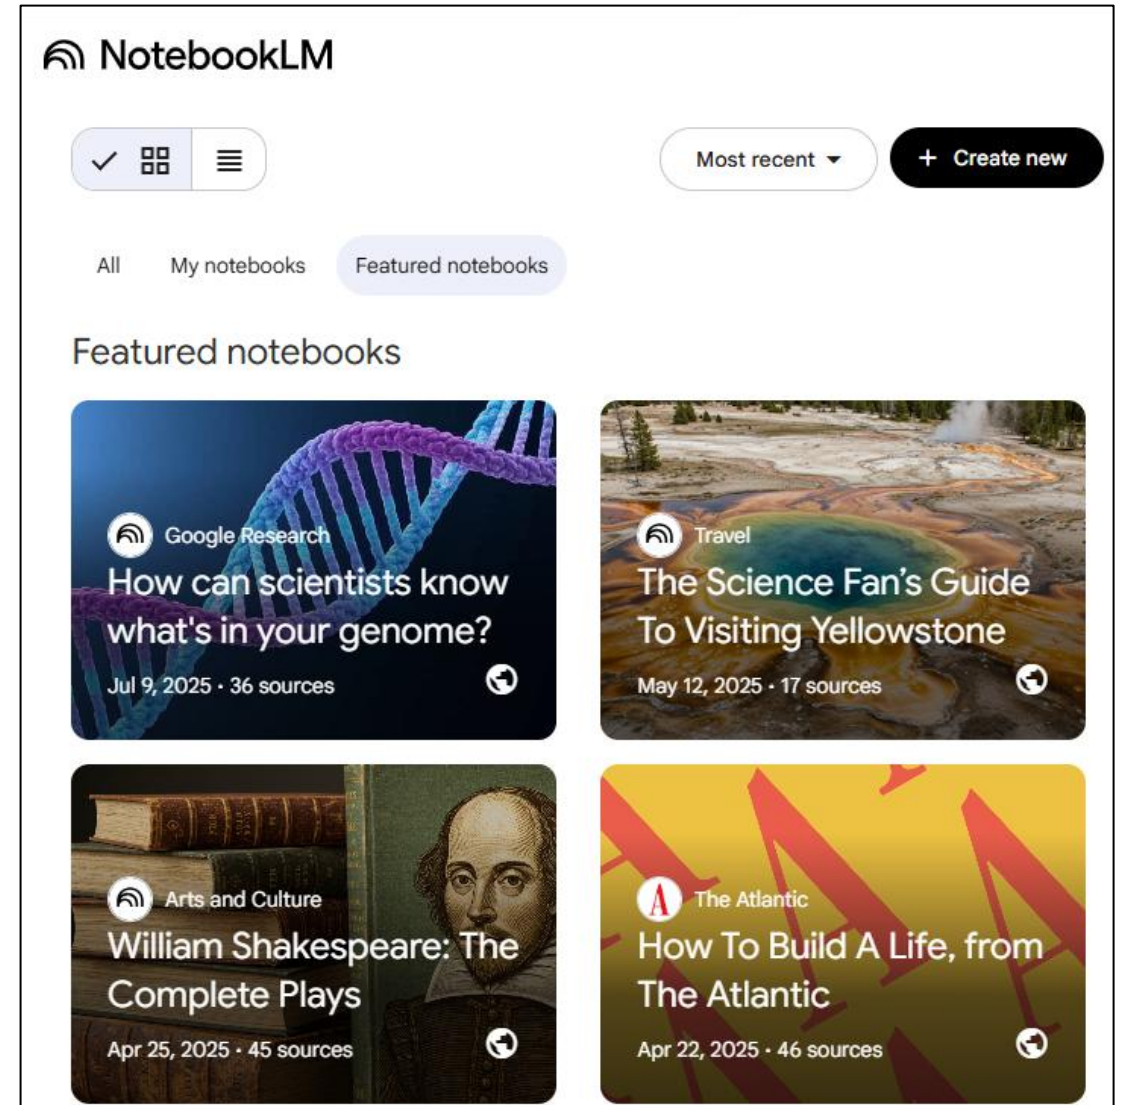 NotebookLM
Most recent
+ Create new
All My notebooks Featured notebooks
Featured notebooks
Google Research
How can scientists know
what's in your genome?
Jul 9, 2025 · 36 sources
Travel
The Science Fan's Guide
To Visiting Yellowstone
May 12, 2025 · 17 sources
Arts and Culture
William Shakespeare: The
Complete Plays
Apr 25, 2025 · 45 sources
A The Atlantic
How To Build A Life, from
The Atlantic
Apr 22, 2025 · 46 sources